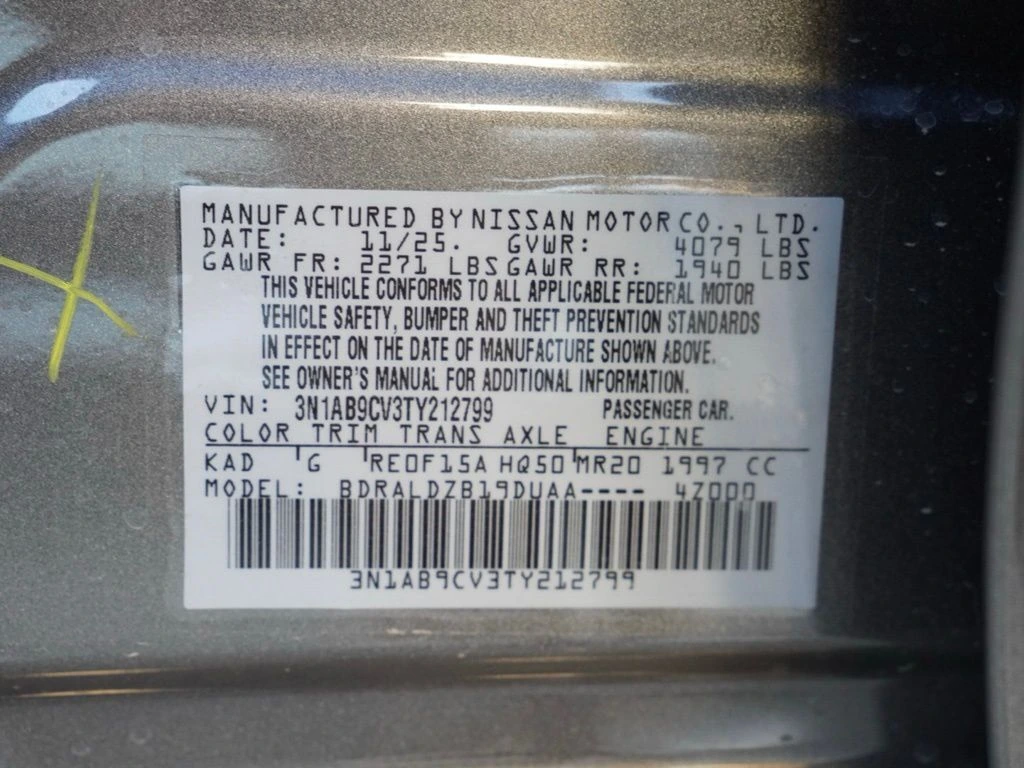 MANUFACTURED BY NISSAN MOTOR CO., LTD.
DATE: 11/25. GVWR: 4079 LBS
GAWR FR: 2271 LBS GAWR RR: 1940 LBS
THIS VEHICLE CONFORMS TO ALL APPLICABLE FEDERAL MOTOR
VEHICLE SAFETY, BUMPER AND THEFT PREVENTION STANDARDS
IN EFFECT ON THE DATE OF MANUFACTURE SHOWN ABOVE.
SEE OWNER'S MANUAL FOR ADDITIONAL INFORMATION.
VIN: 3N1AB9CV3TY212799 PASSENGER CAR.
COLOR TRIM TRANS AXLE ENGINE
KAD G RE0F15A HQ50 MR20 1997 CC
MODEL: BDRALDZB19DUAA---- 4Z000
3N1AB9CV3TY212799